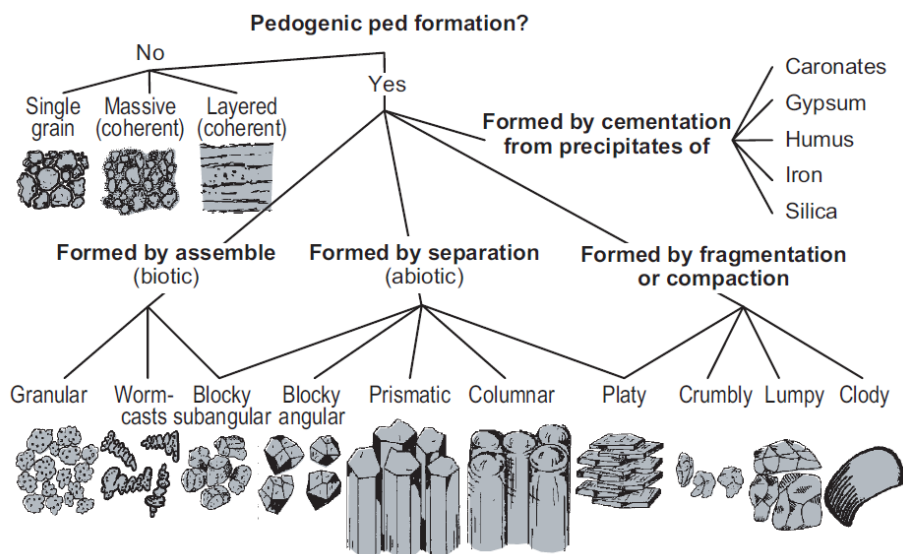 Pedogenic ped formation?
No
Yes
Single
grain
Massive
(coherent)
Layered
(coherent)
Formed by cementation
from precipitates of
Caronates
Gypsum
Humus
Iron
Silica
Formed by assemble
(biotic)
Formed by separation
(abiotic)
Formed by fragmentation
or compaction
Granular
Worm-
casts
Blocky
subangular
Blocky
angular
Prismatic
Columnar
Platy
Crumbly
Lumpy
Clody